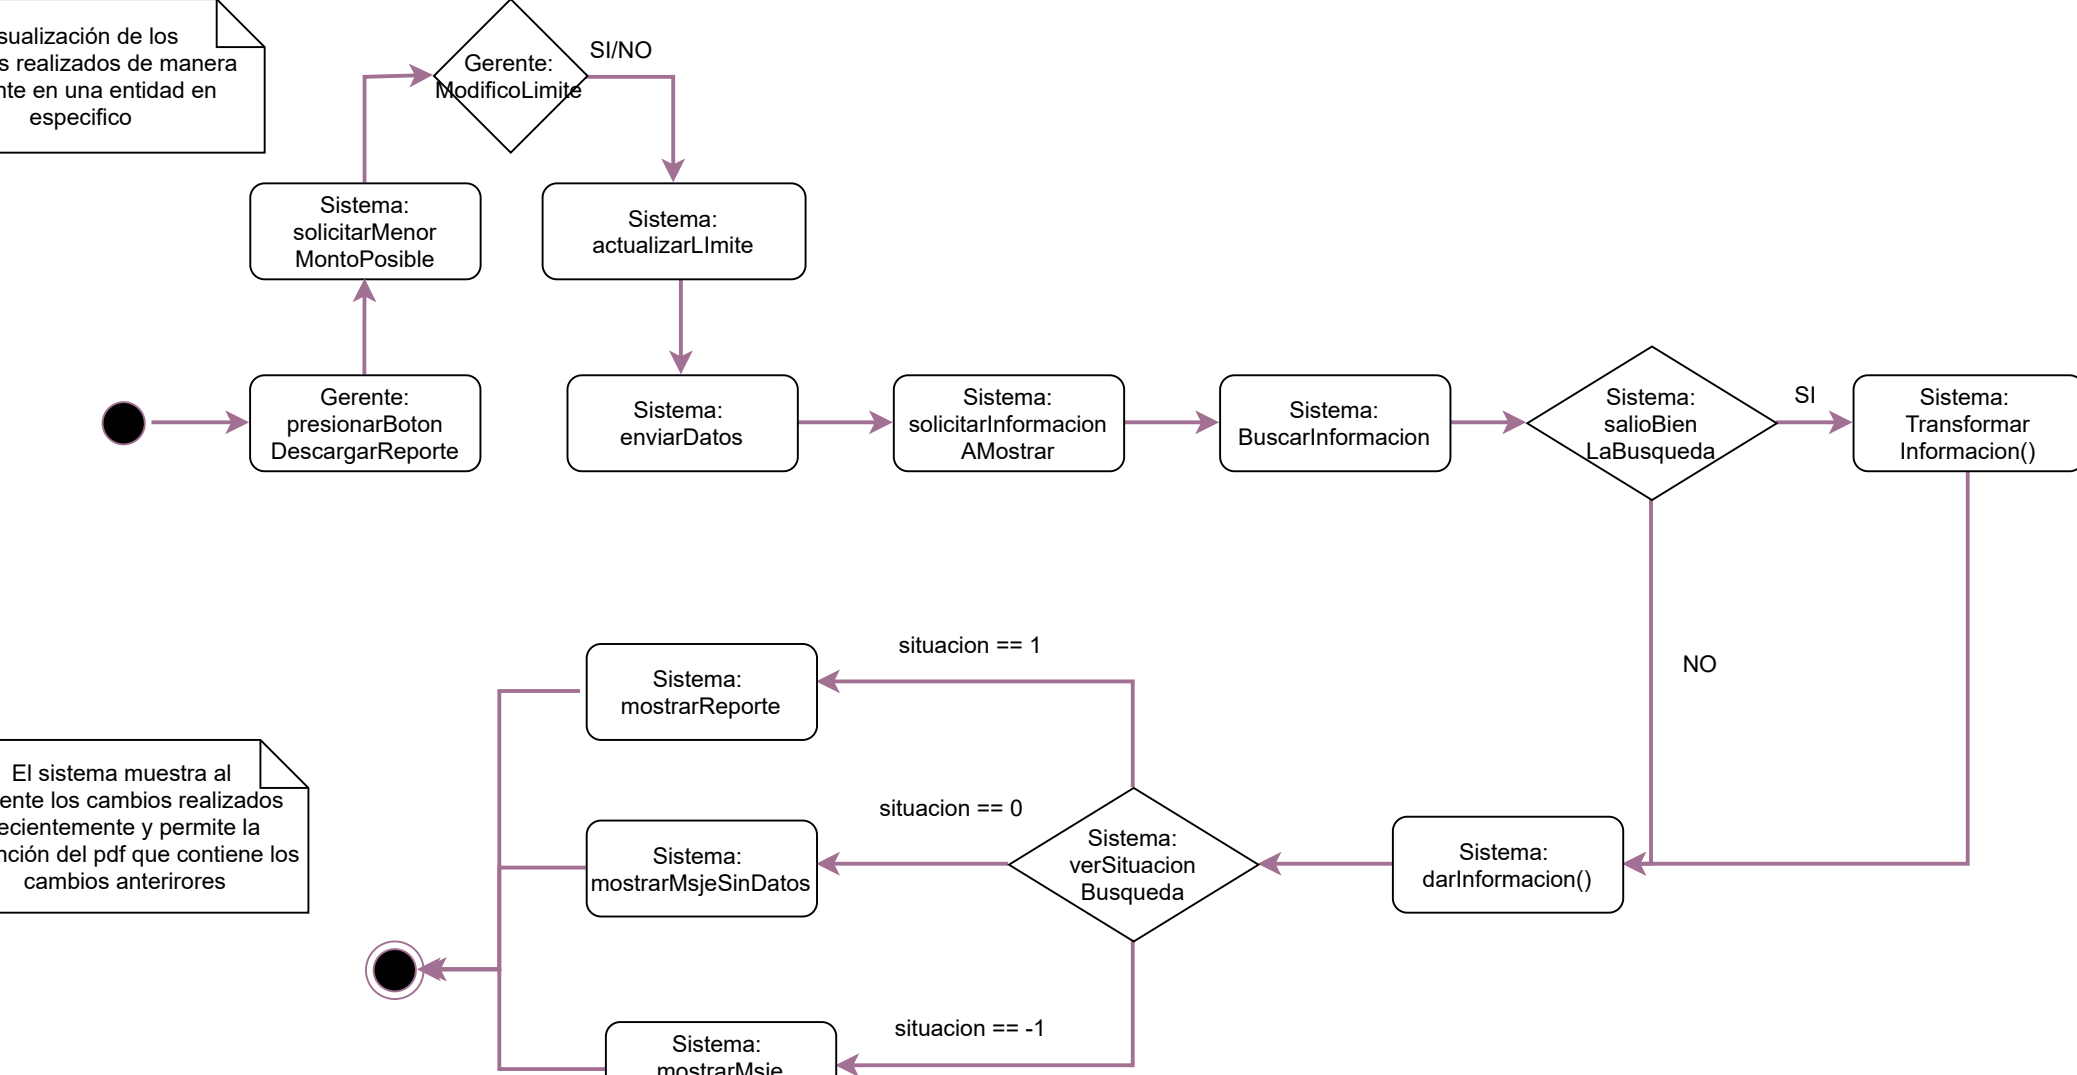 sualización de los
s realizados de manera
nte en una entidad en
especifico
Gerente:
ModificoLimite
SI/NO
Sistema:
solicitarMenor
MontoPosible
Sistema:
actualizarLImite
Gerente:
presionarBoton
DescargarReporte
Sistema:
enviarDatos
Sistema:
solicitarInformacion
AMostrar
Sistema:
BuscarInformacion
Sistema:
salioBien
LaBusqueda
SI
Sistema:
Transformar
Informacion()
NO
situacion == 1
Sistema:
mostrarReporte
situacion == 0
Sistema:
mostrarMsjeSinDatos
Sistema:
verSituacion
Busqueda
Sistema:
darInformacion()
El sistema muestra al
ente los cambios realizados
ecientemente y permite la
nción del pdf que contiene los
cambios anterirores
situacion == -1
Sistema:
mostrarMsje